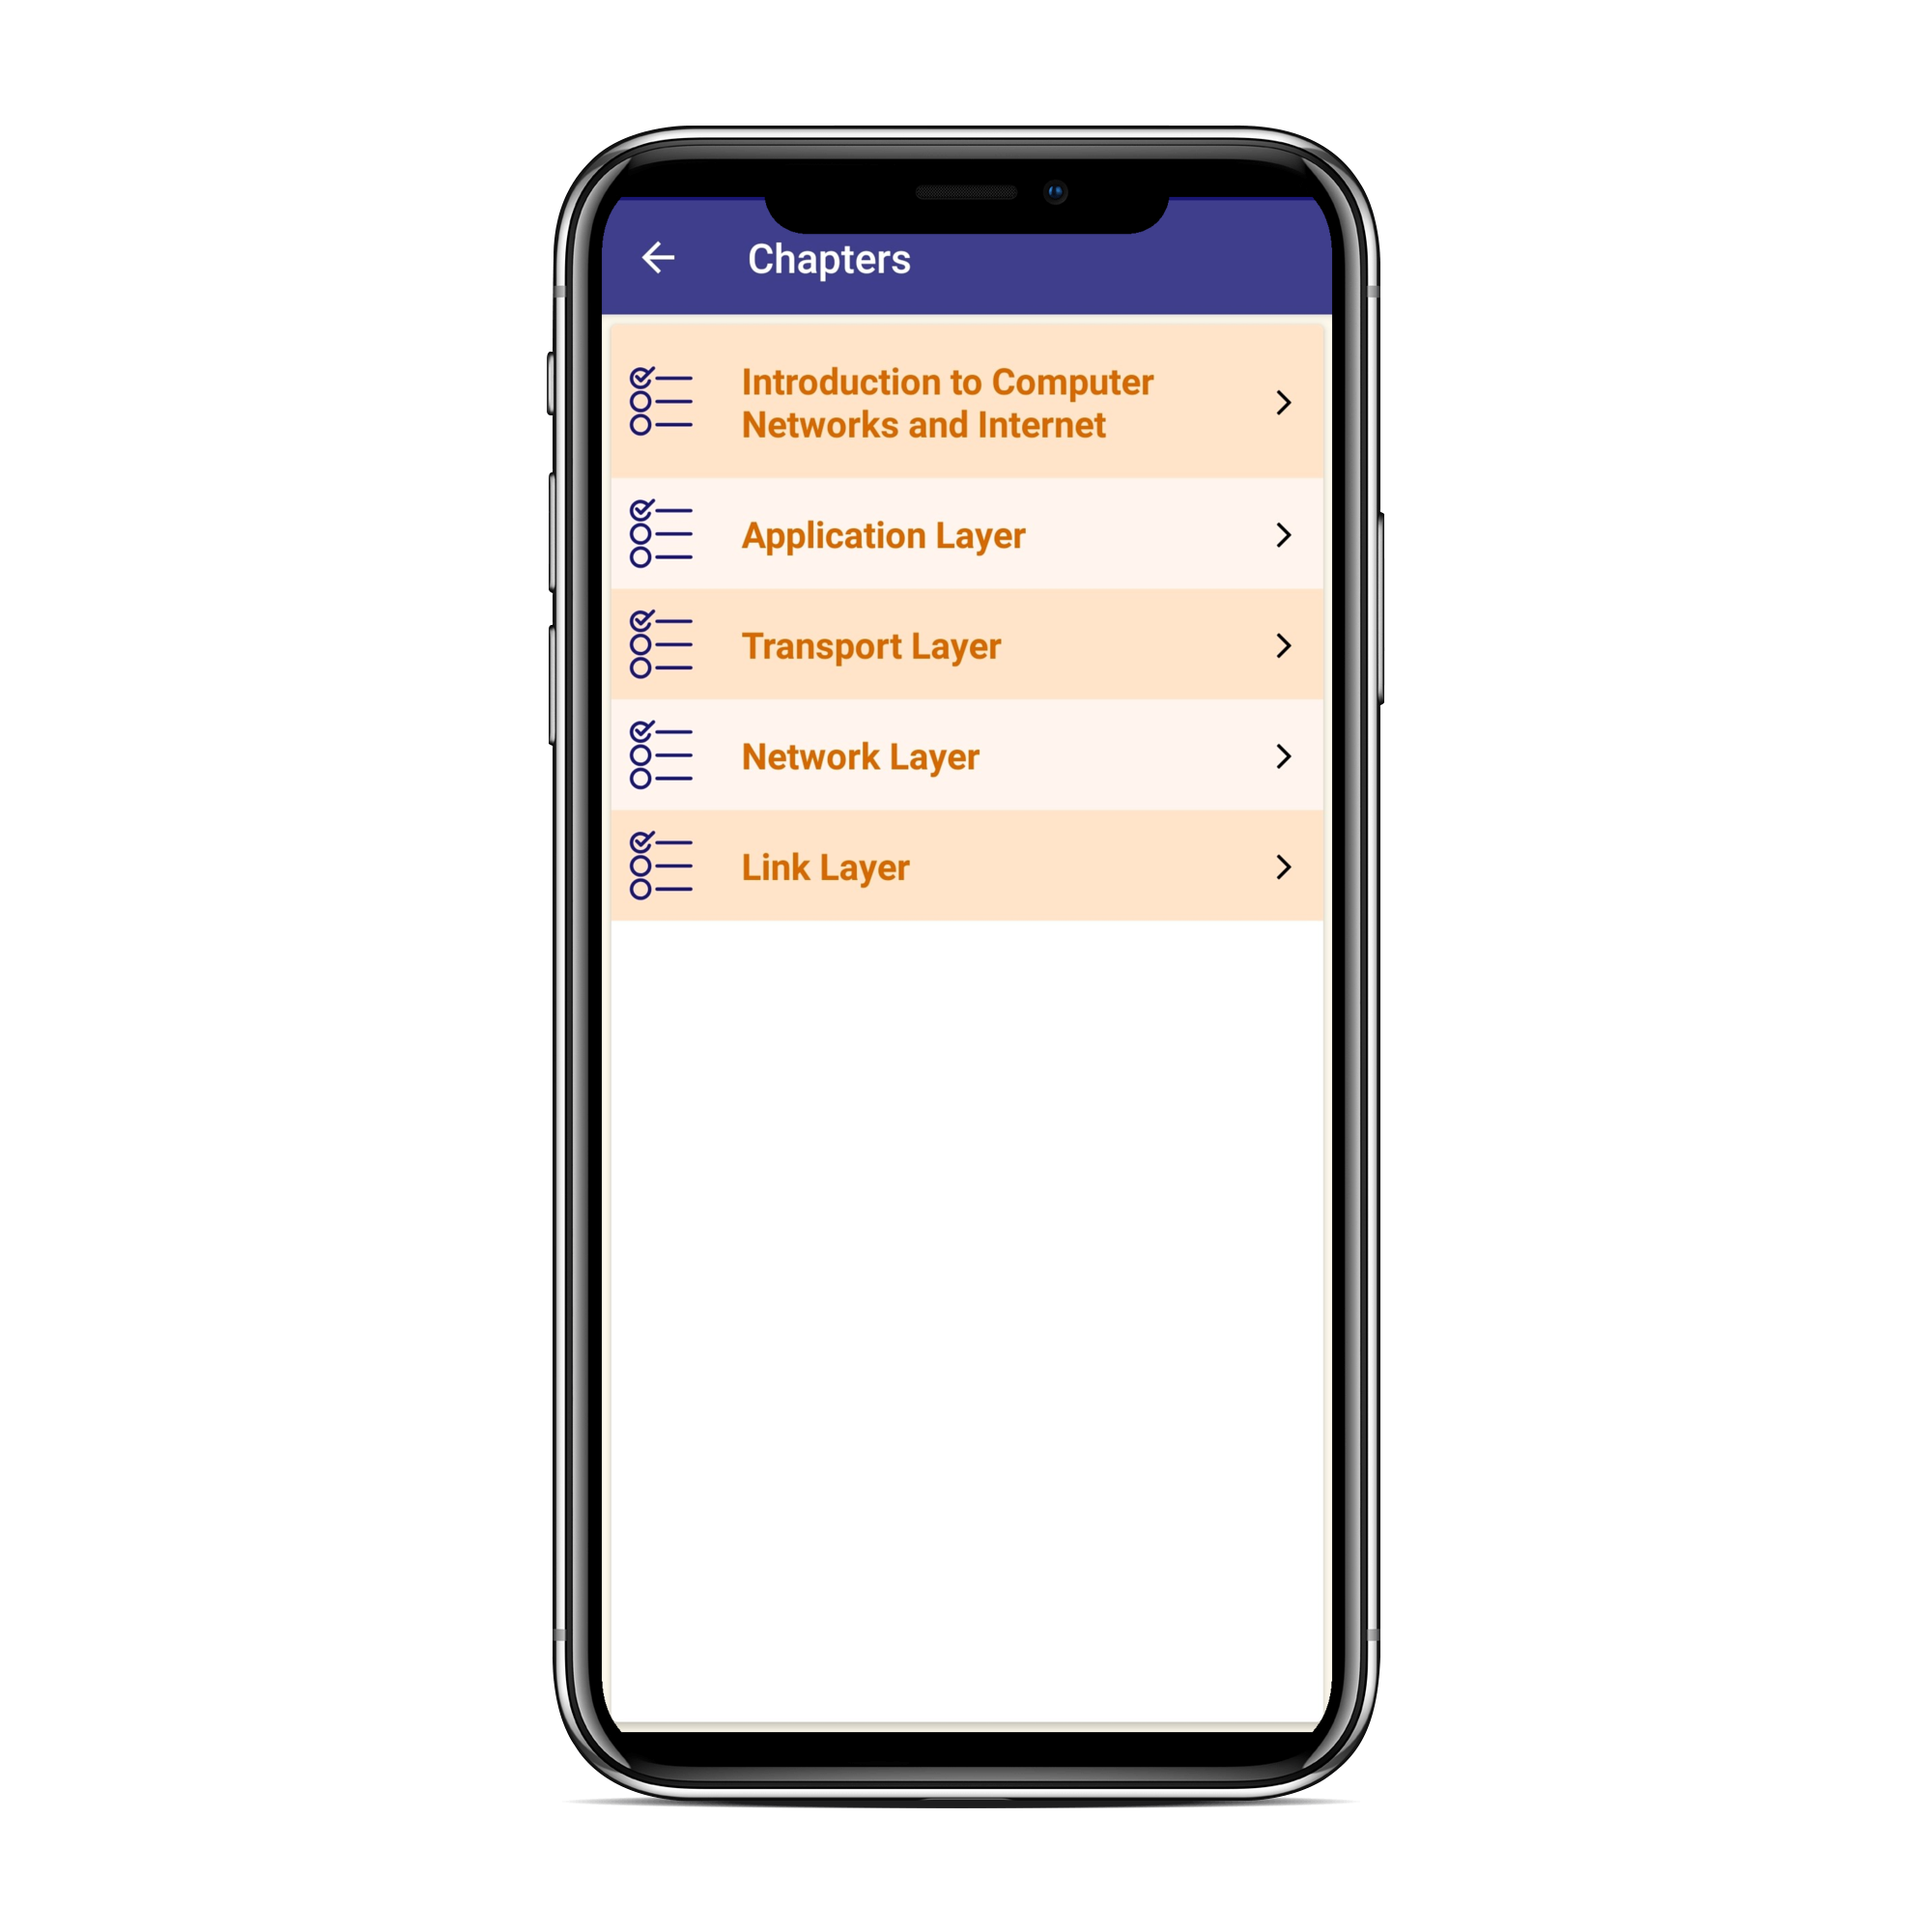 Chapters
Introduction to Computer
Networks and Internet
Application Layer
Transport Layer
Network Layer
Link Layer